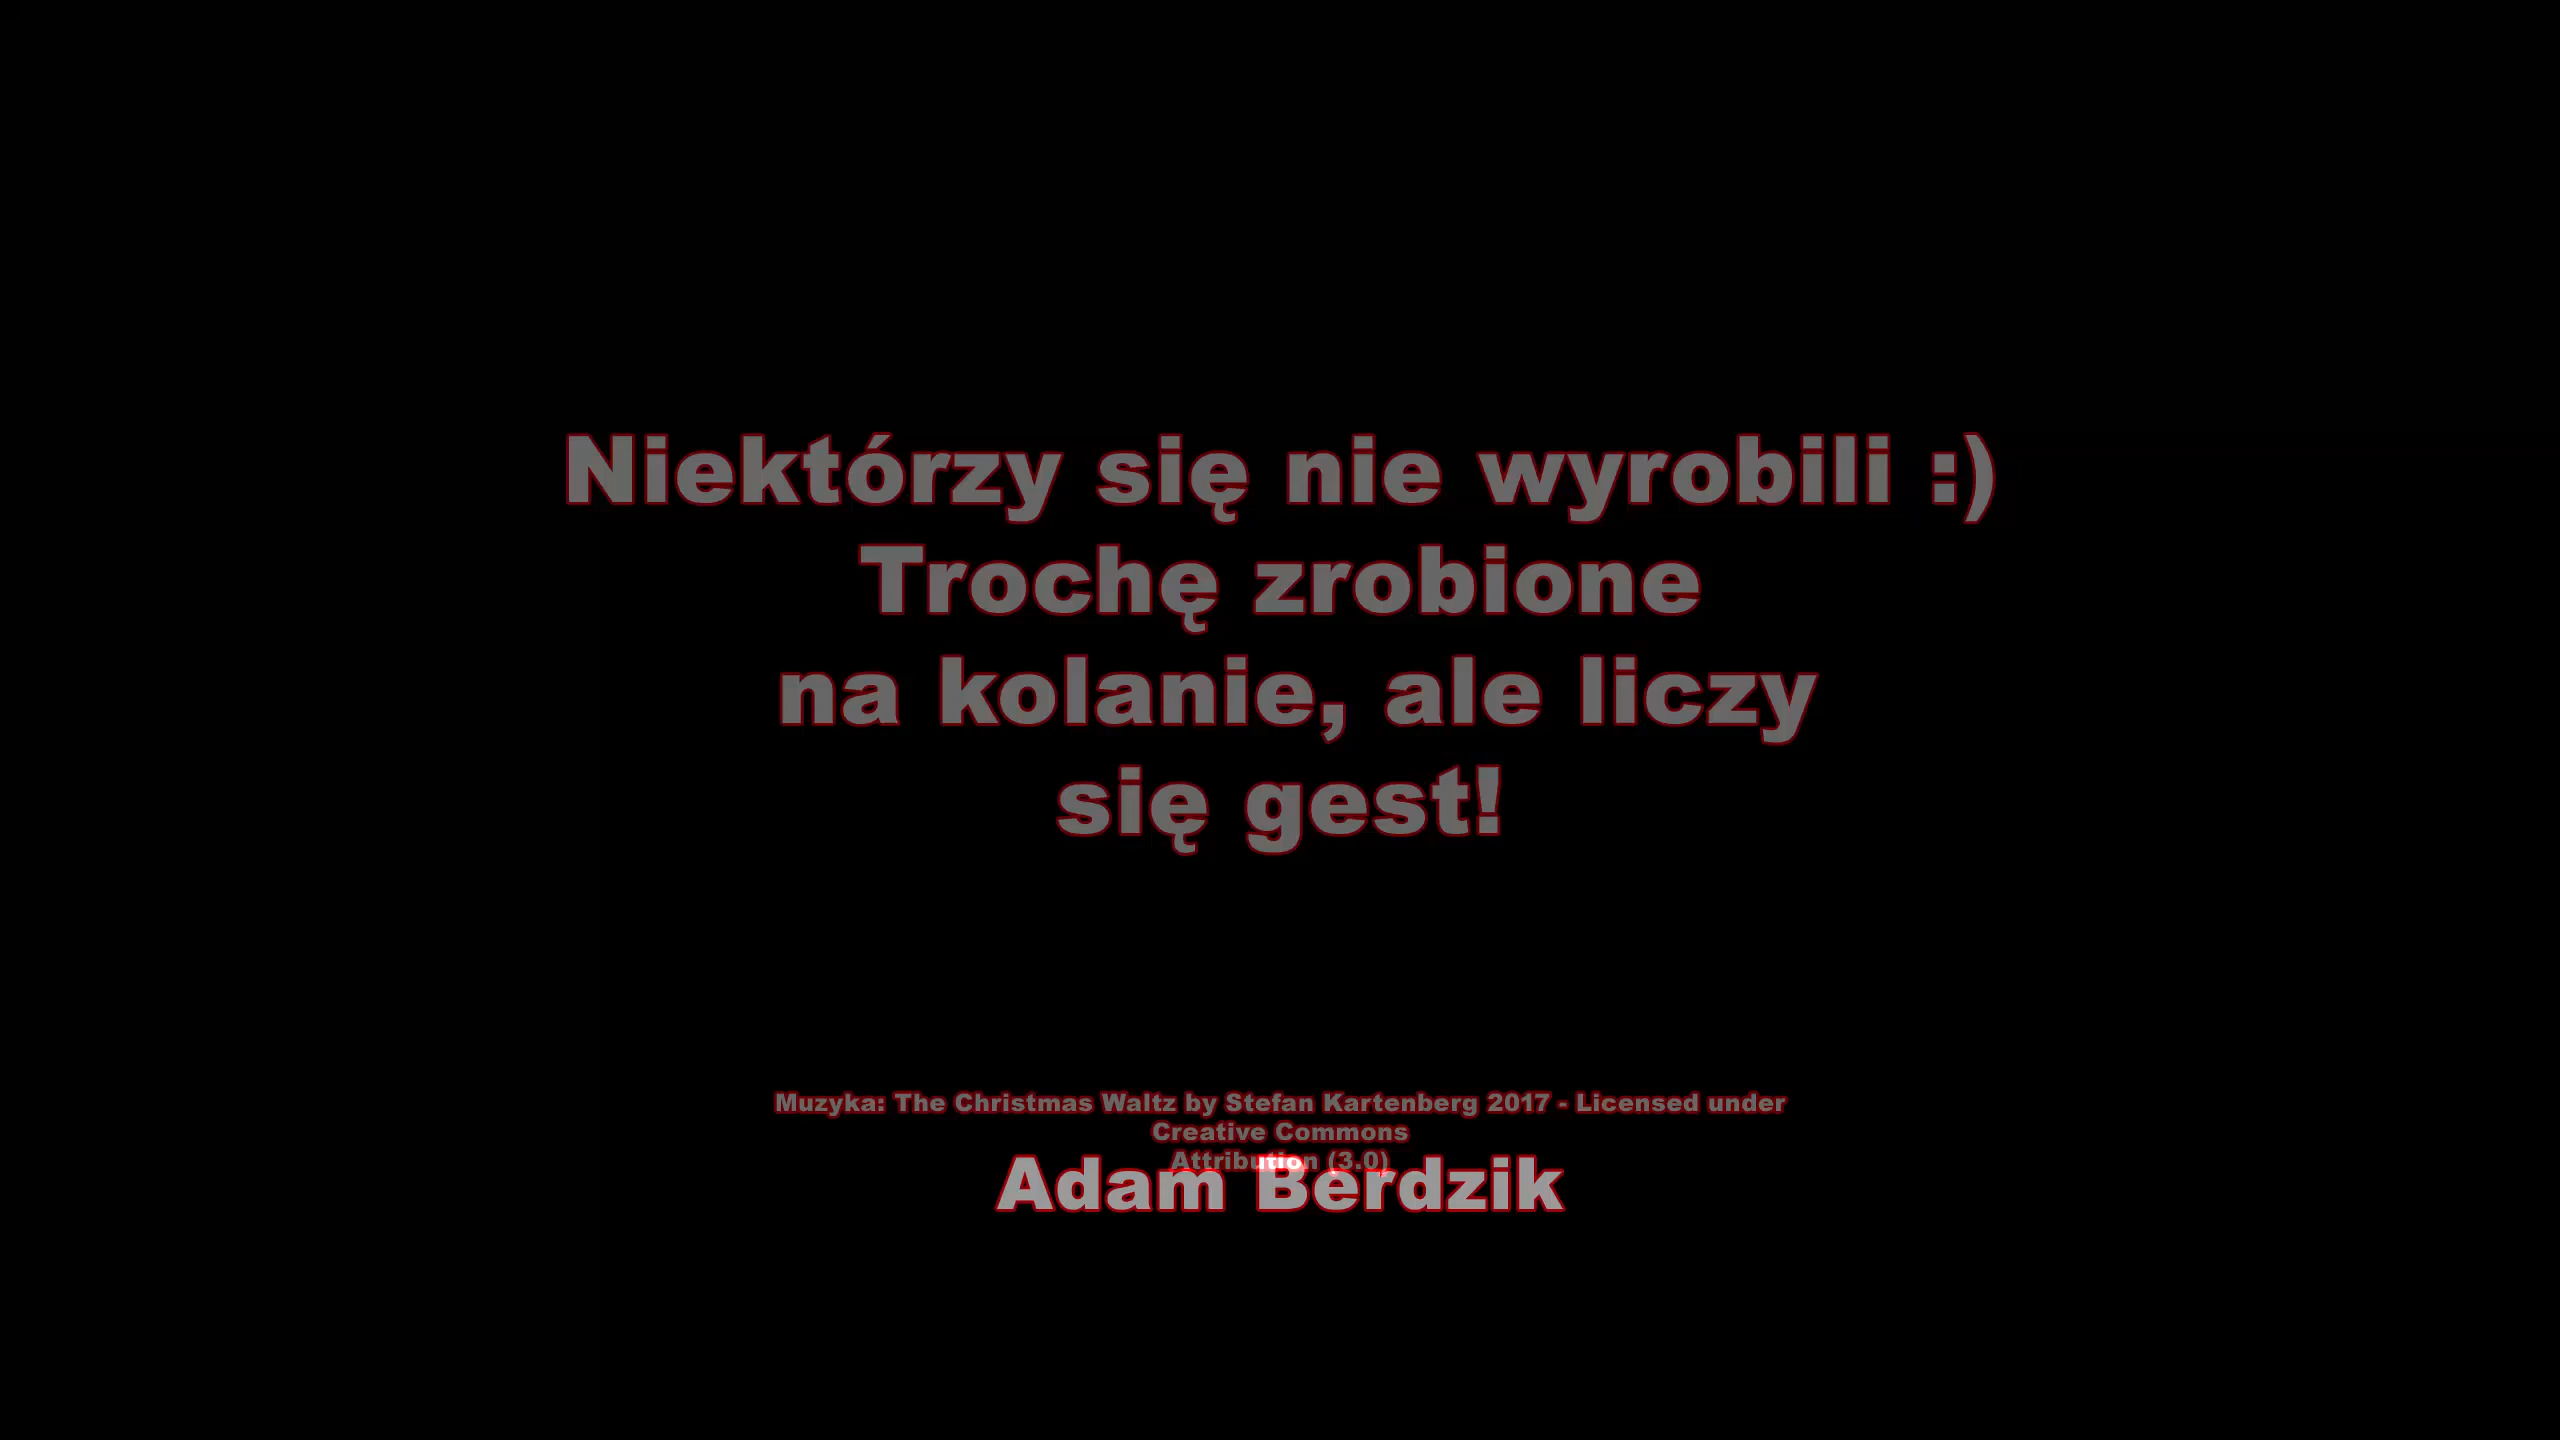 Niektórzy się nie wyrobili :)
Trochę zrobione
na kolanie, ale liczy
się gest!
Muzyka: The Christmas Waltz by Stefan Kartenberg 2017 - Licensed under
Creative Commons
Attribution (3.0)
Adam Berdzik